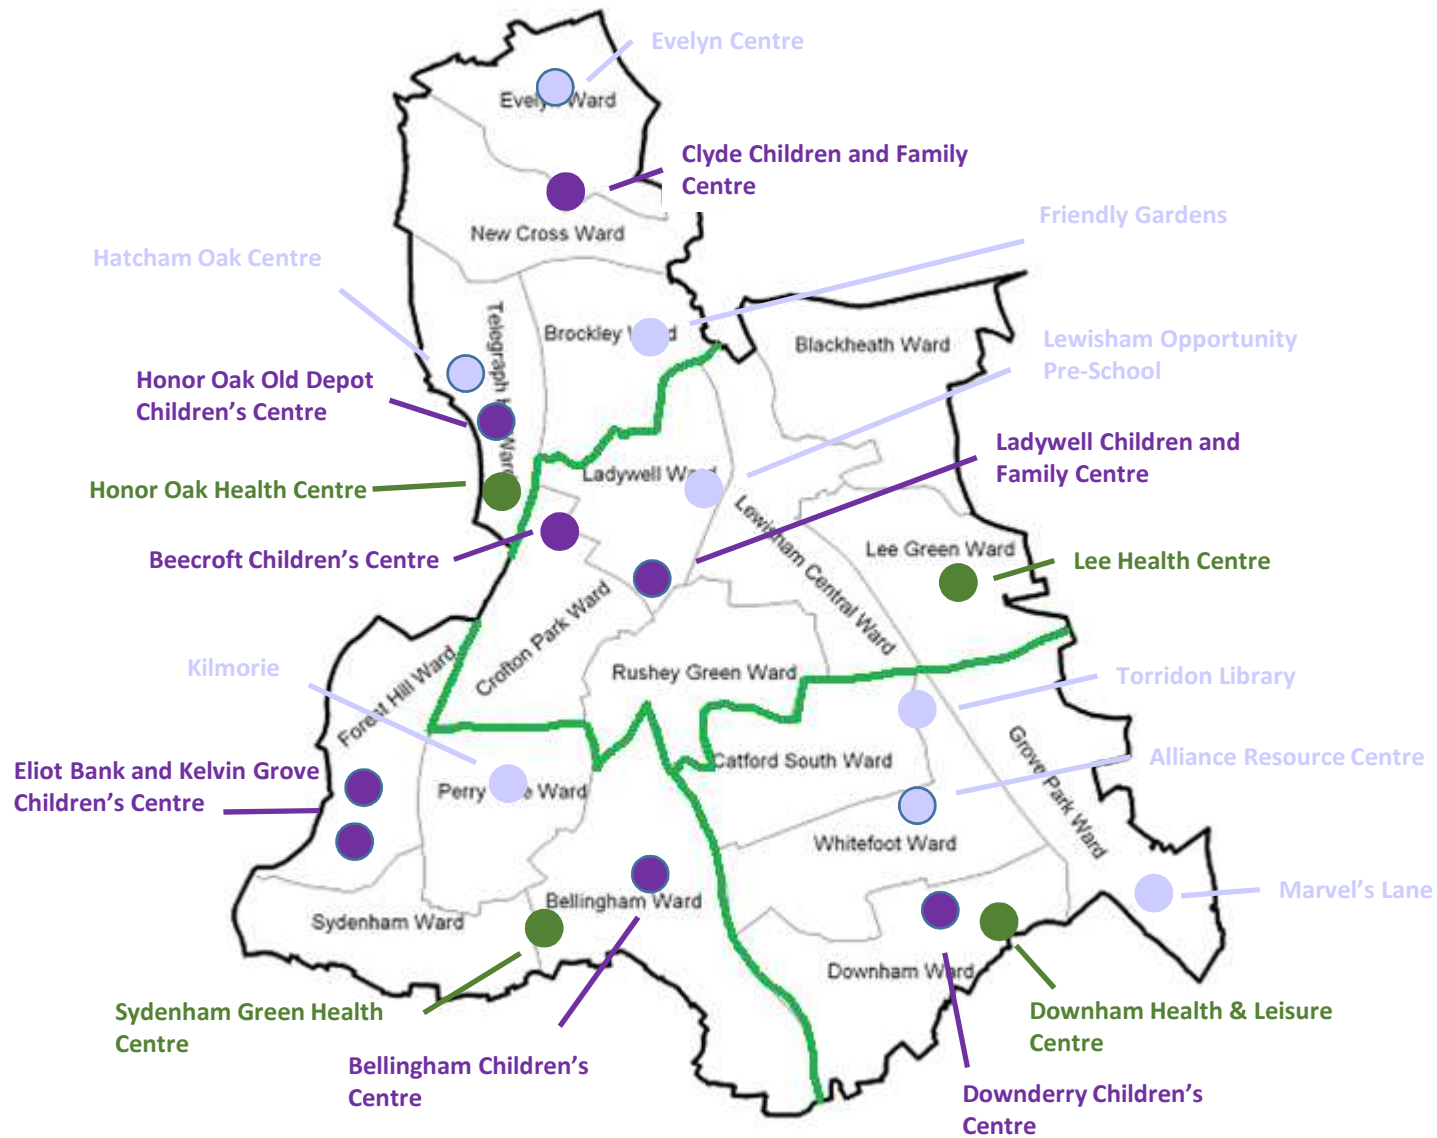 Evelyn Centre
Evelyn Ward
Clyde Children and Family
Centre
Friendly Gardens
New Cross Ward
Hatcham Oak Centre
Telegraph H Ward
Brockley W d
Blackheath Ward
Lewisham Opportunity
Pre-School
Honor Oak Old Depot
Children’s Centre
Ladywell Children and
Family Centre
Ladywell Ward
Honor Oak Health Centre
Lewisham Central Ward
Lee Green Ward
Beecroft Children’s Centre
Lee Health Centre
Crofton Park Ward
Kilmorie
Forest Hill Ward
Rushey Green Ward
Torridon Library
Grove Park Ward
Catford South Ward
Alliance Resource Centre
Eliot Bank and Kelvin Grove
Children’s Centre
Perry e Ward
Whitefoot Ward
Marvel’s Lane
Bellingham Ward
Sydenham Ward
Downham Ward
Sydenham Green Health
Centre
Downham Health & Leisure
Centre
Bellingham Children’s
Centre
Downderry Children’s
Centre